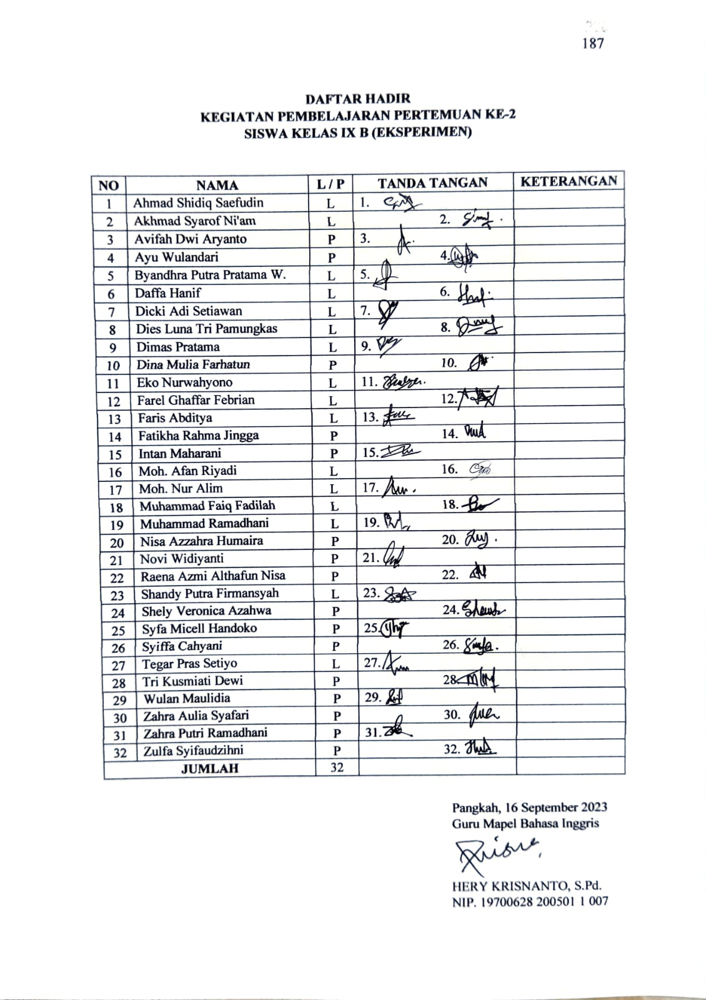 187
DAFTAR HADIR
KEGIATAN PEMBELAJARAN PERTEMUAN KE-2
SISWA KELAS IX B (EKSPERIMEN)
NO NAMA L / P TANDA TANGAN KETERANGAN
1 Ahmad Shidiq Saefudin L 1.
2 Akhmad Syarof Ni'am L 2.
3 Avifah Dwi Aryanto P 3.
4 Ayu Wulandari P 4.
5 Byandhra Putra Pratama W. L 5.
6 Daffa Hanif L 6.
7 Dicki Adi Setiawan L 7.
8 Dies Luna Tri Pamungkas L 8.
9 Dimas Pratama L 9.
10 Dina Mulia Farhatun P 10.
11 Eko Nurwahyono L 11.
12 Farel Ghaffar Febrian L 12.
13 Faris Abditya L 13.
14 Fatikha Rahma Jingga P 14.
15 Intan Maharani P 15.
16 Moh. Afan Riyadi L 16.
17 Moh. Nur Alim L 17.
18 Muhammad Faiq Fadilah L 18.
19 Muhammad Ramadhani L 19.
20 Nisa Azzahra Humaira P 20.
21 Novi Widiyanti P 21.
22 Raena Azmi Althafun Nisa P 22.
23 Shandy Putra Firmansyah L 23.
24 Shely Veronica Azahwa P 24.
25 Syfa Micell Handoko P 25.
26 Syiffa Cahyani P 26.
27 Tegar Pras Setiyo L 27.
28 Tri Kusmiati Dewi P 28.
29 Wulan Maulidia P 29.
30 Zahra Aulia Syafari P 30.
31 Zahra Putri Ramadhani P 31.
32 Zulfa Syifaudzihni P 32.
JUMLAH 32
Pangkah, 16 September 2023
Guru Mapel Bahasa Inggris
HERY KRISNANTO, S.Pd.
NIP. 19700628 200501 1 007